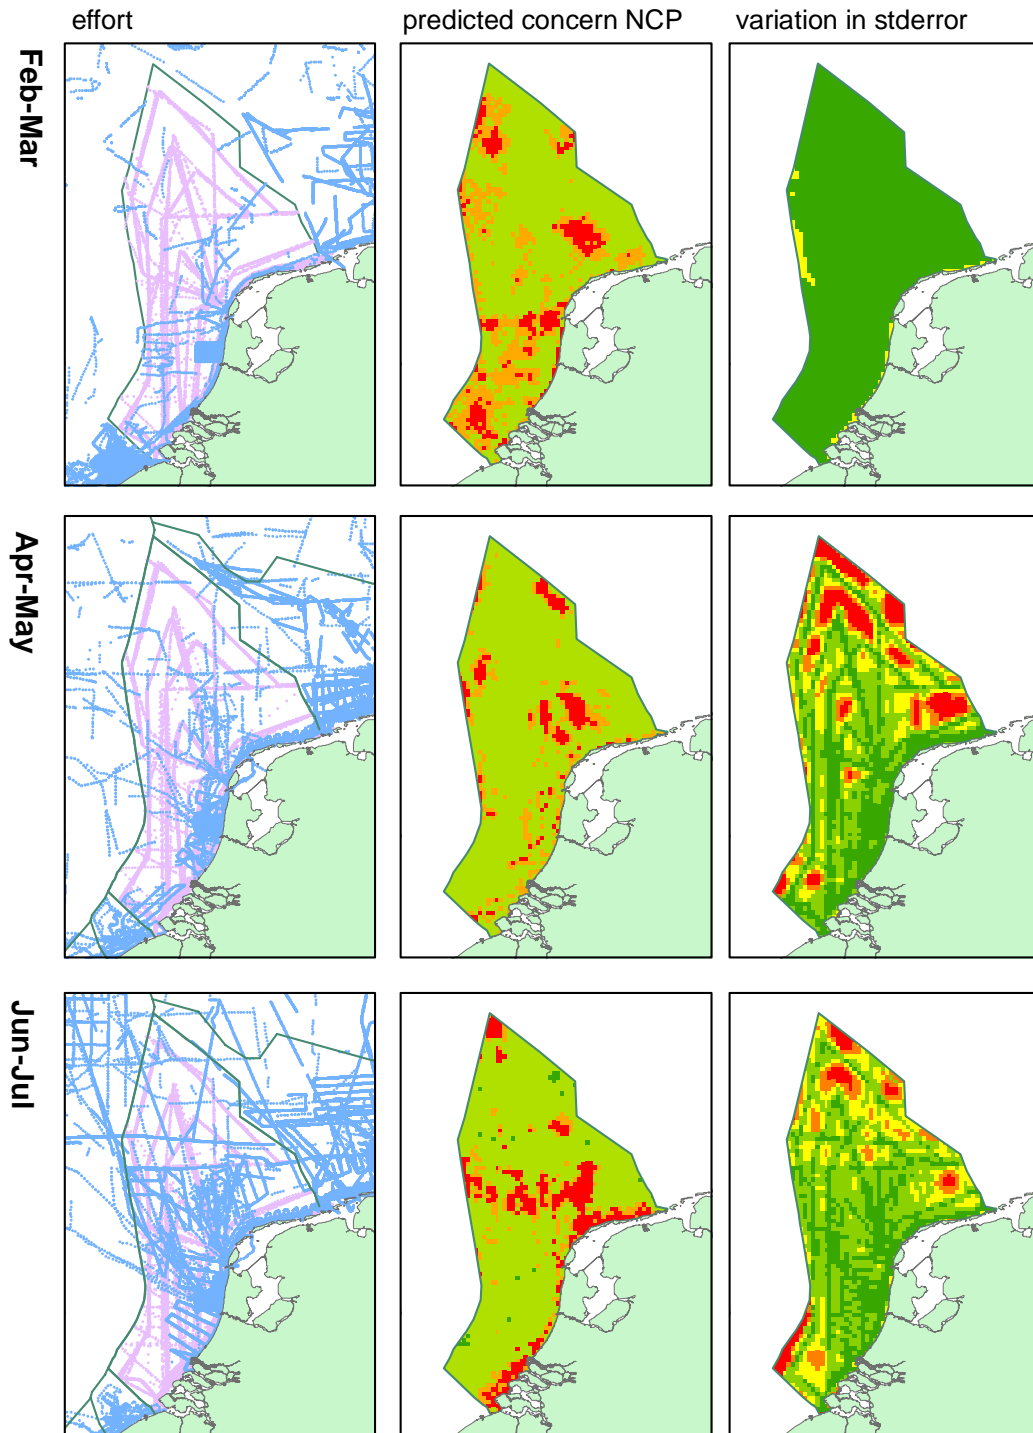 effort
predicted concern NCP
variation in stderror
Feb-Mar
Apr-May
Jun-Jul